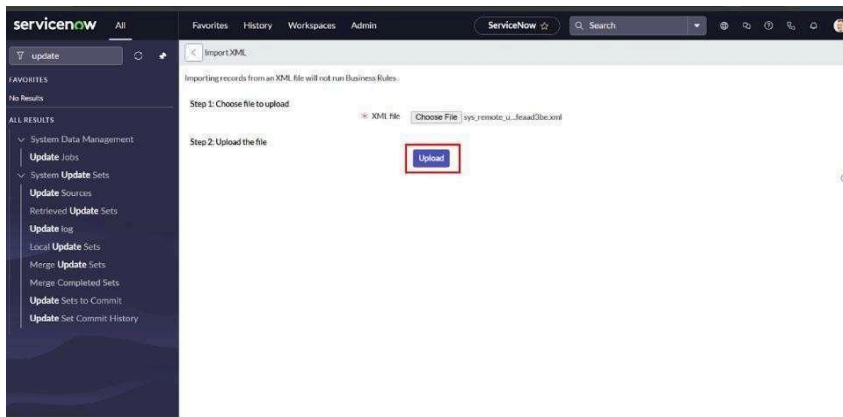 servicenow All Favorites History Workspaces Admin ServiceNow ☆ Search
update
Import XML
FAVORITES
No Results
ALL RESULTS
System Data Management
Update Jobs
System Update Sets
Update Sources
Retrieved Update Sets
Update log
Local Update Sets
Merge Update Sets
Merge Completed Sets
Update Sets to Commit
Update Set Commit History
Importing records from an XML file will not run Business Rules.
Step 1: Choose file to upload
* XML file Choose File sys_remote_u...feaad3be.xml
Step 2: Upload the file
Upload